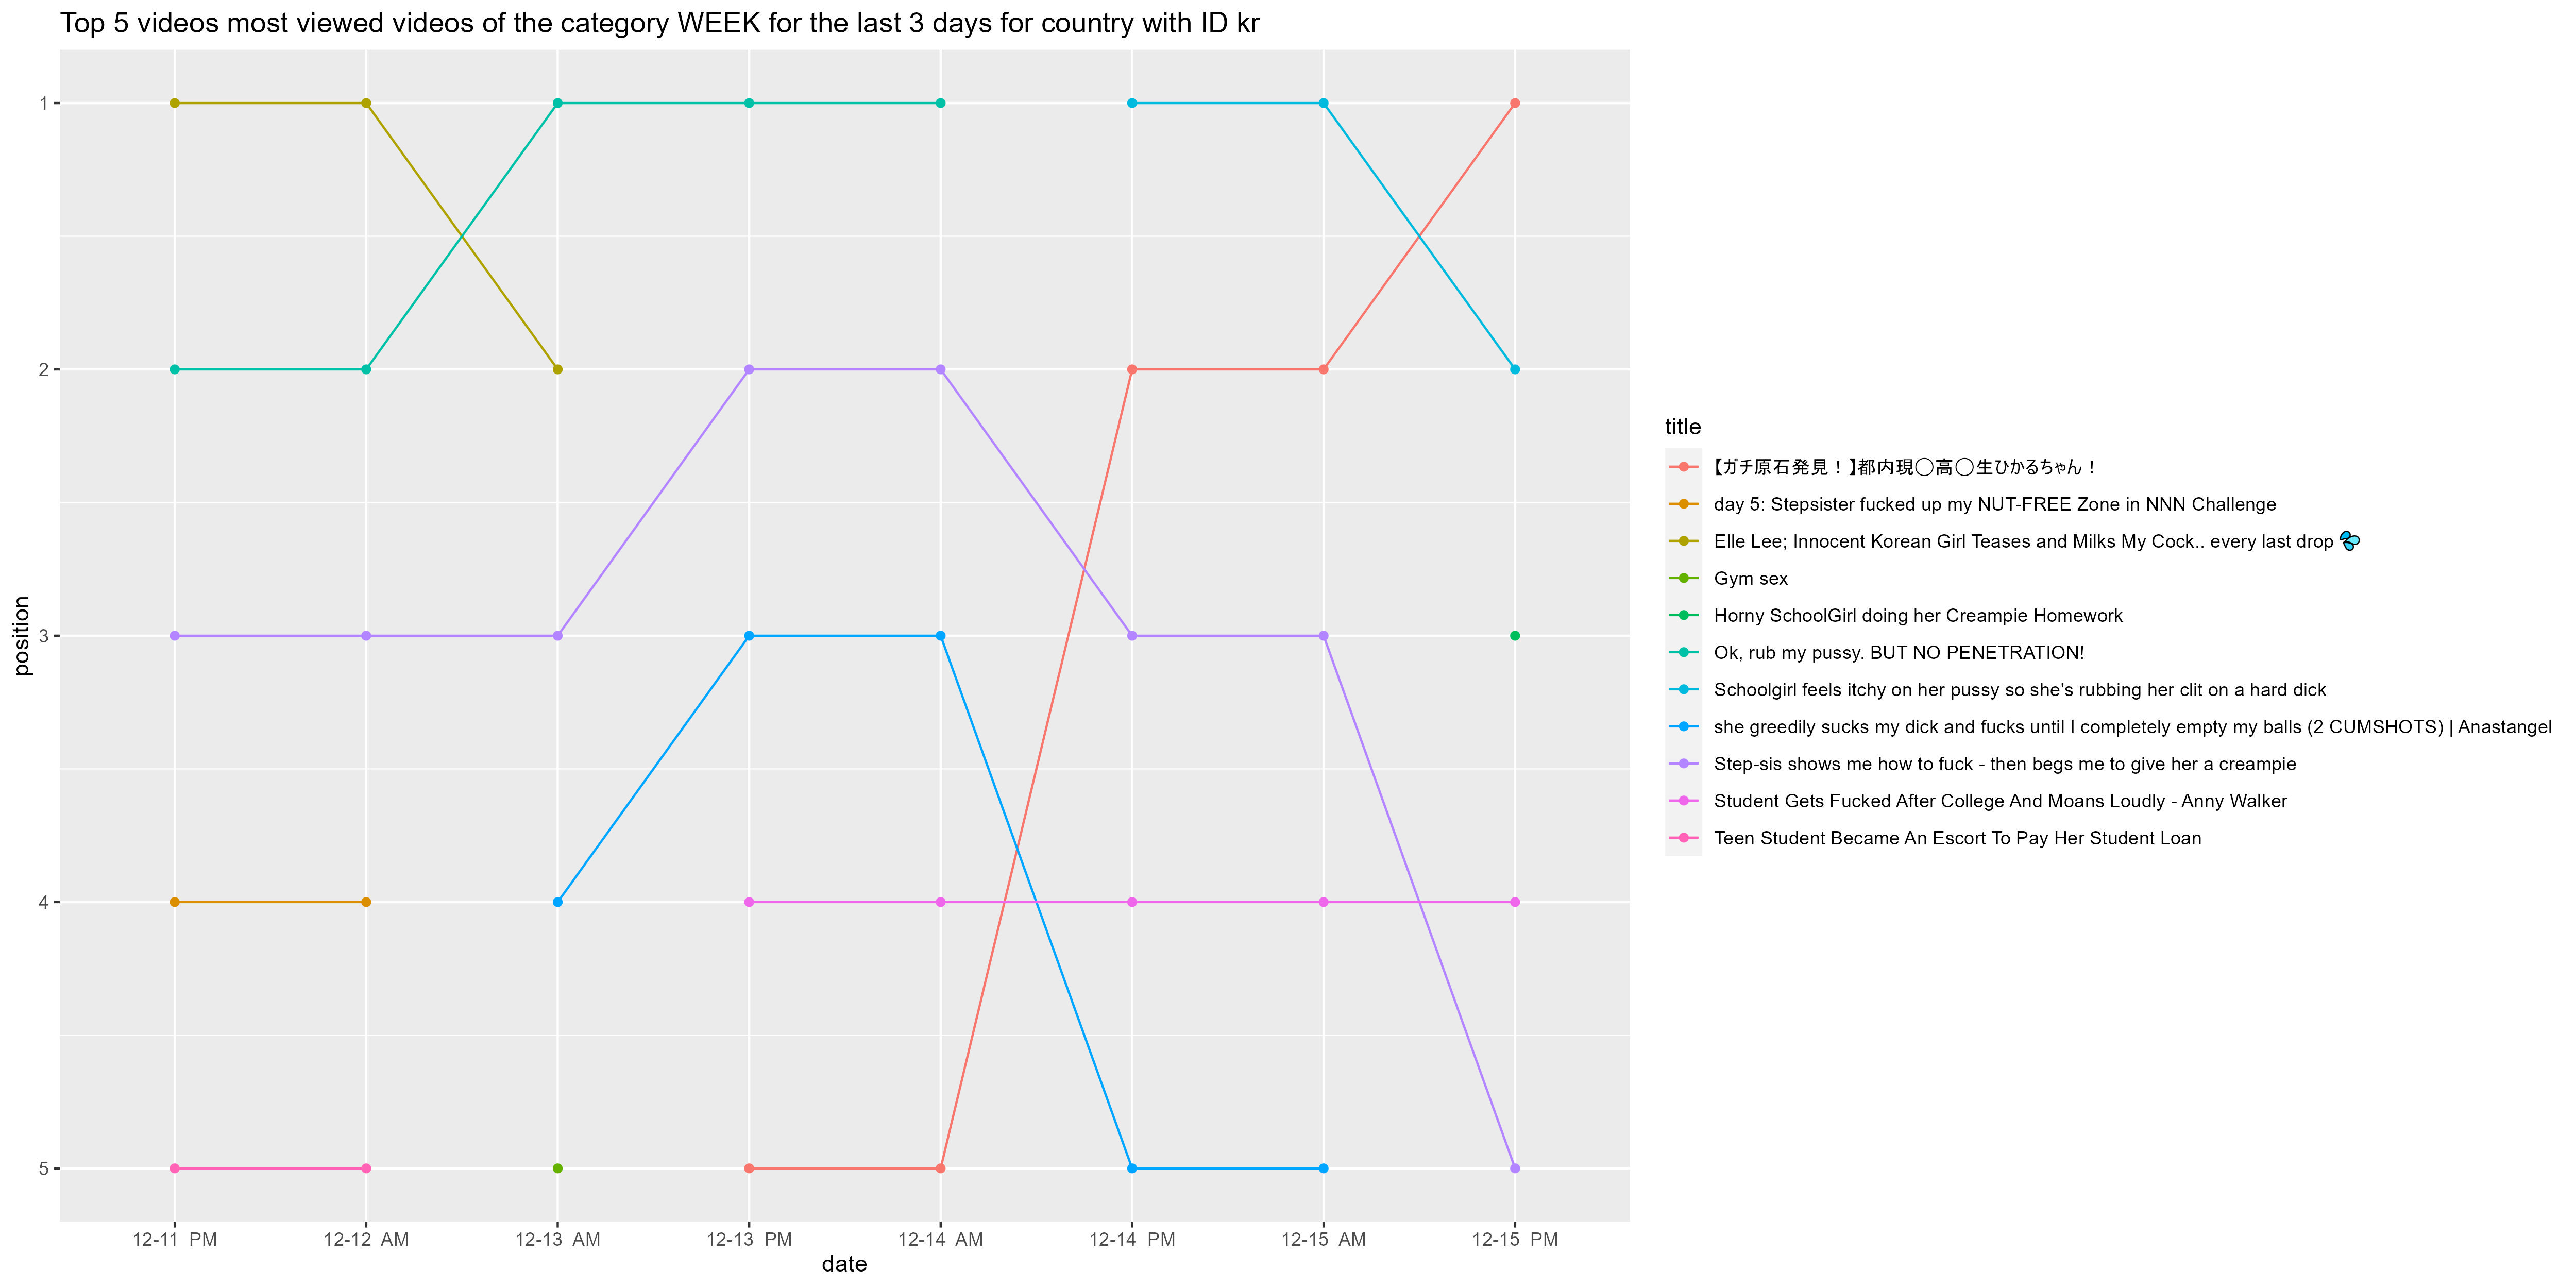 Top 5 videos most viewed videos of the category WEEK for the last 3 days for country with ID kr
1
2
3
4
5
position
12-11 PM
12-12 AM
12-13 AM
12-13 PM
12-14 AM
12-14 PM
12-15 AM
12-15 PM
date
title
【ガチ原石発見！】都内現◯高◯生ひかるちゃん！
day 5: Stepsister fucked up my NUT-FREE Zone in NNN Challenge
Elle Lee; Innocent Korean Girl Teases and Milks My Cock.. every last drop 💦
Gym sex
Horny SchoolGirl doing her Creampie Homework
Ok, rub my pussy. BUT NO PENETRATION!
Schoolgirl feels itchy on her pussy so she's rubbing her clit on a hard dick
she greedily sucks my dick and fucks until I completely empty my balls (2 CUMSHOTS) | Anastangel
Step-sis shows me how to fuck - then begs me to give her a creampie
Student Gets Fucked After College And Moans Loudly - Anny Walker
Teen Student Became An Escort To Pay Her Student Loan